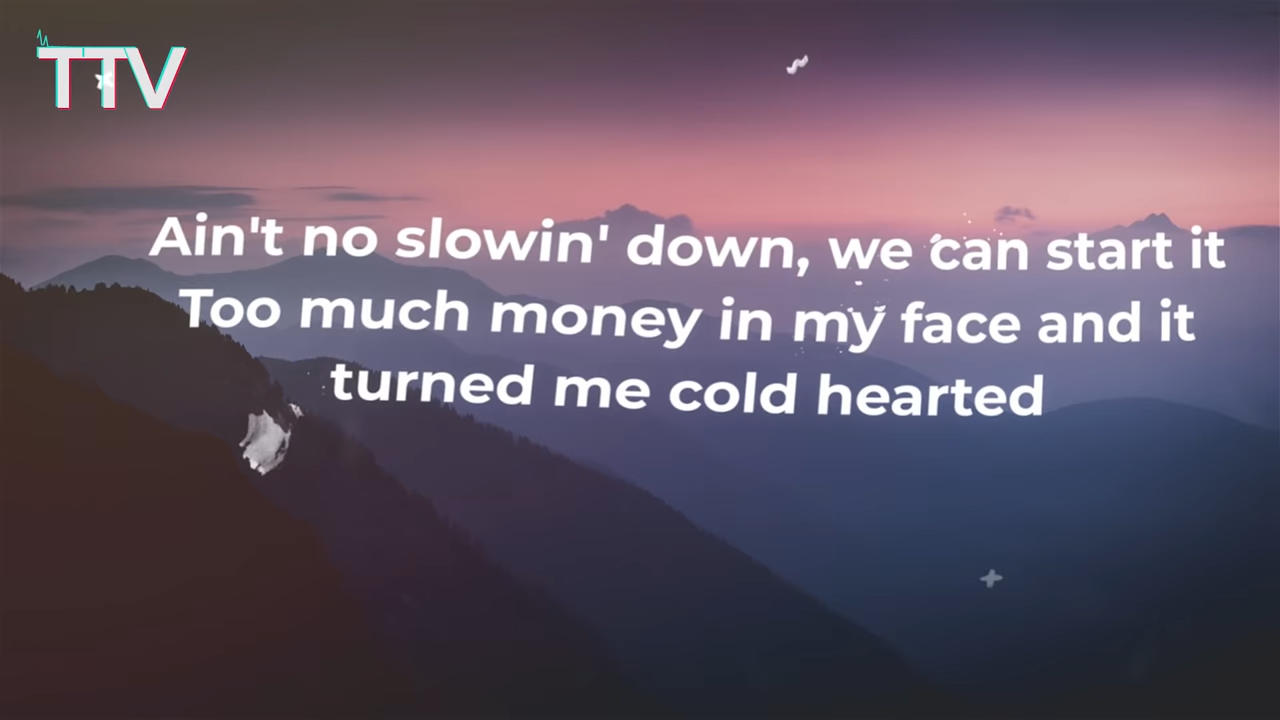 TTV
Ain't no slowin' down, we can start it
Too much money in my face and it
turned me cold hearted